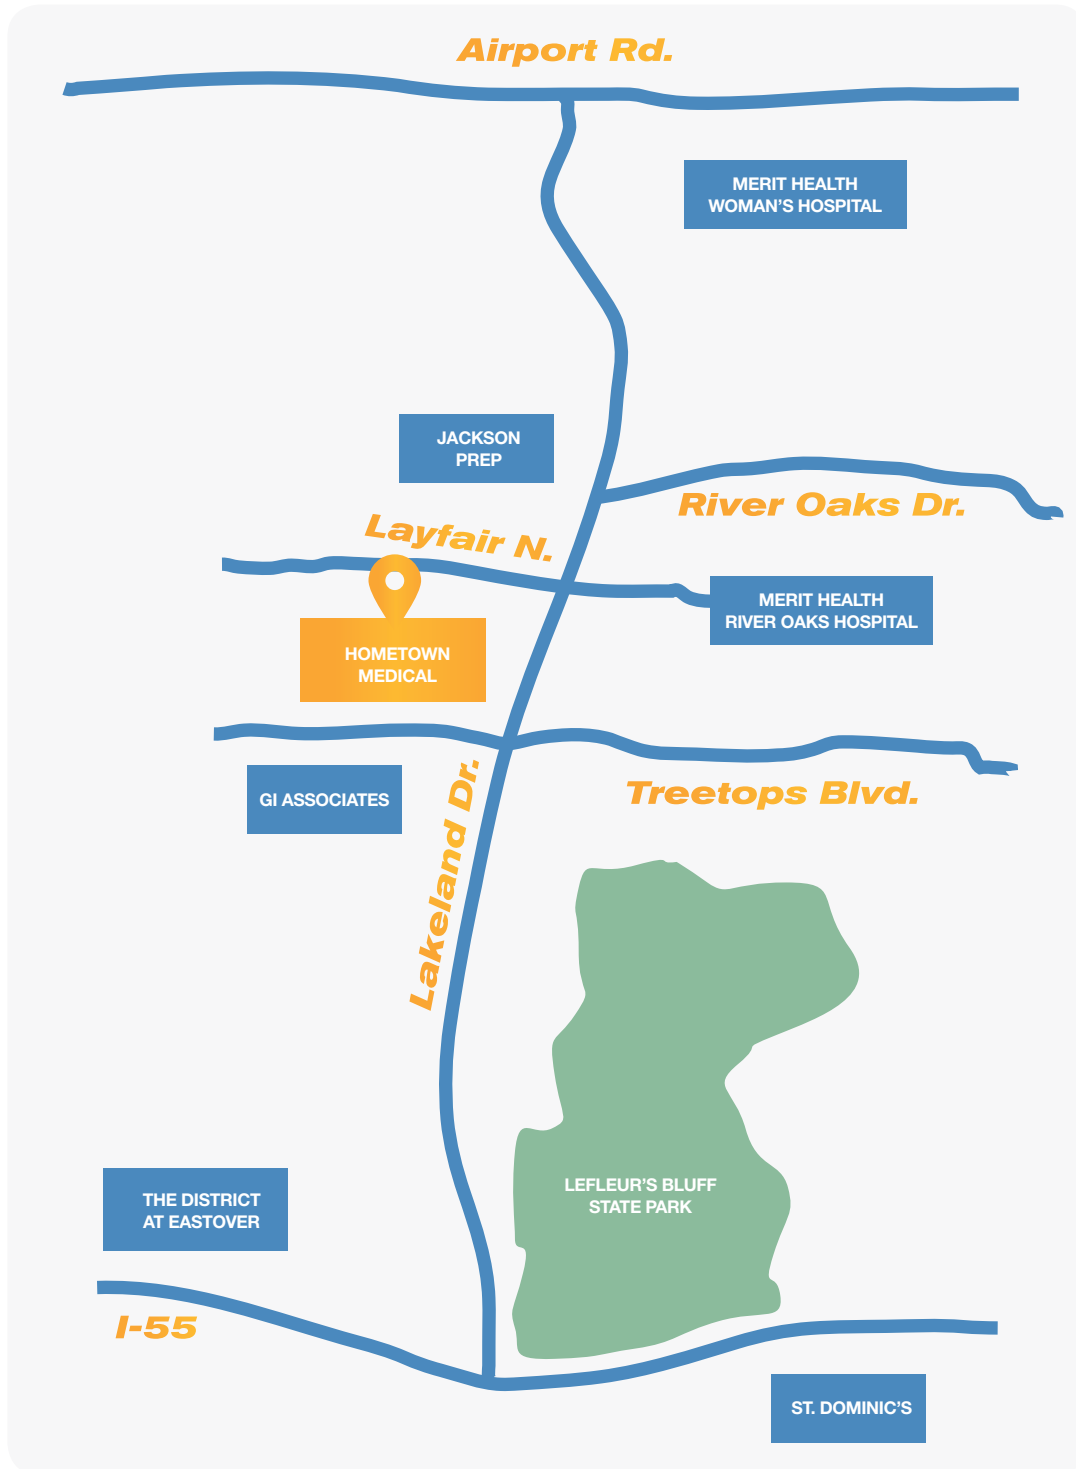 Airport Rd.
MERIT HEALTH
WOMAN'S HOSPITAL
JACKSON
PREP
River Oaks Dr.
Layfair N.
MERIT HEALTH
RIVER OAKS HOSPITAL
HOMETOWN
MEDICAL
GI ASSOCIATES
Treetops Blvd.
Lakeland Dr.
LEFLEUR'S BLUFF
STATE PARK
THE DISTRICT
AT EASTOVER
I-55
ST. DOMINIC'S